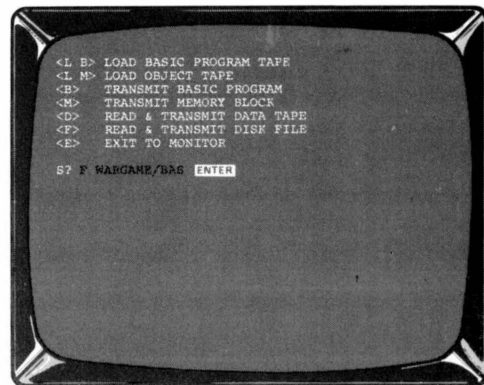 <L B> LOAD BASIC PROGRAM TAPE
<L M> LOAD OBJECT TAPE
<B> TRANSMIT BASIC PROGRAM
<M> TRANSMIT MEMORY BLOCK
<D> READ & TRANSMIT DATA TAPE
<F> READ & TRANSMIT DISK FILE
<E> EXIT TO MONITOR
S? F WARGAME/BAS ENTER